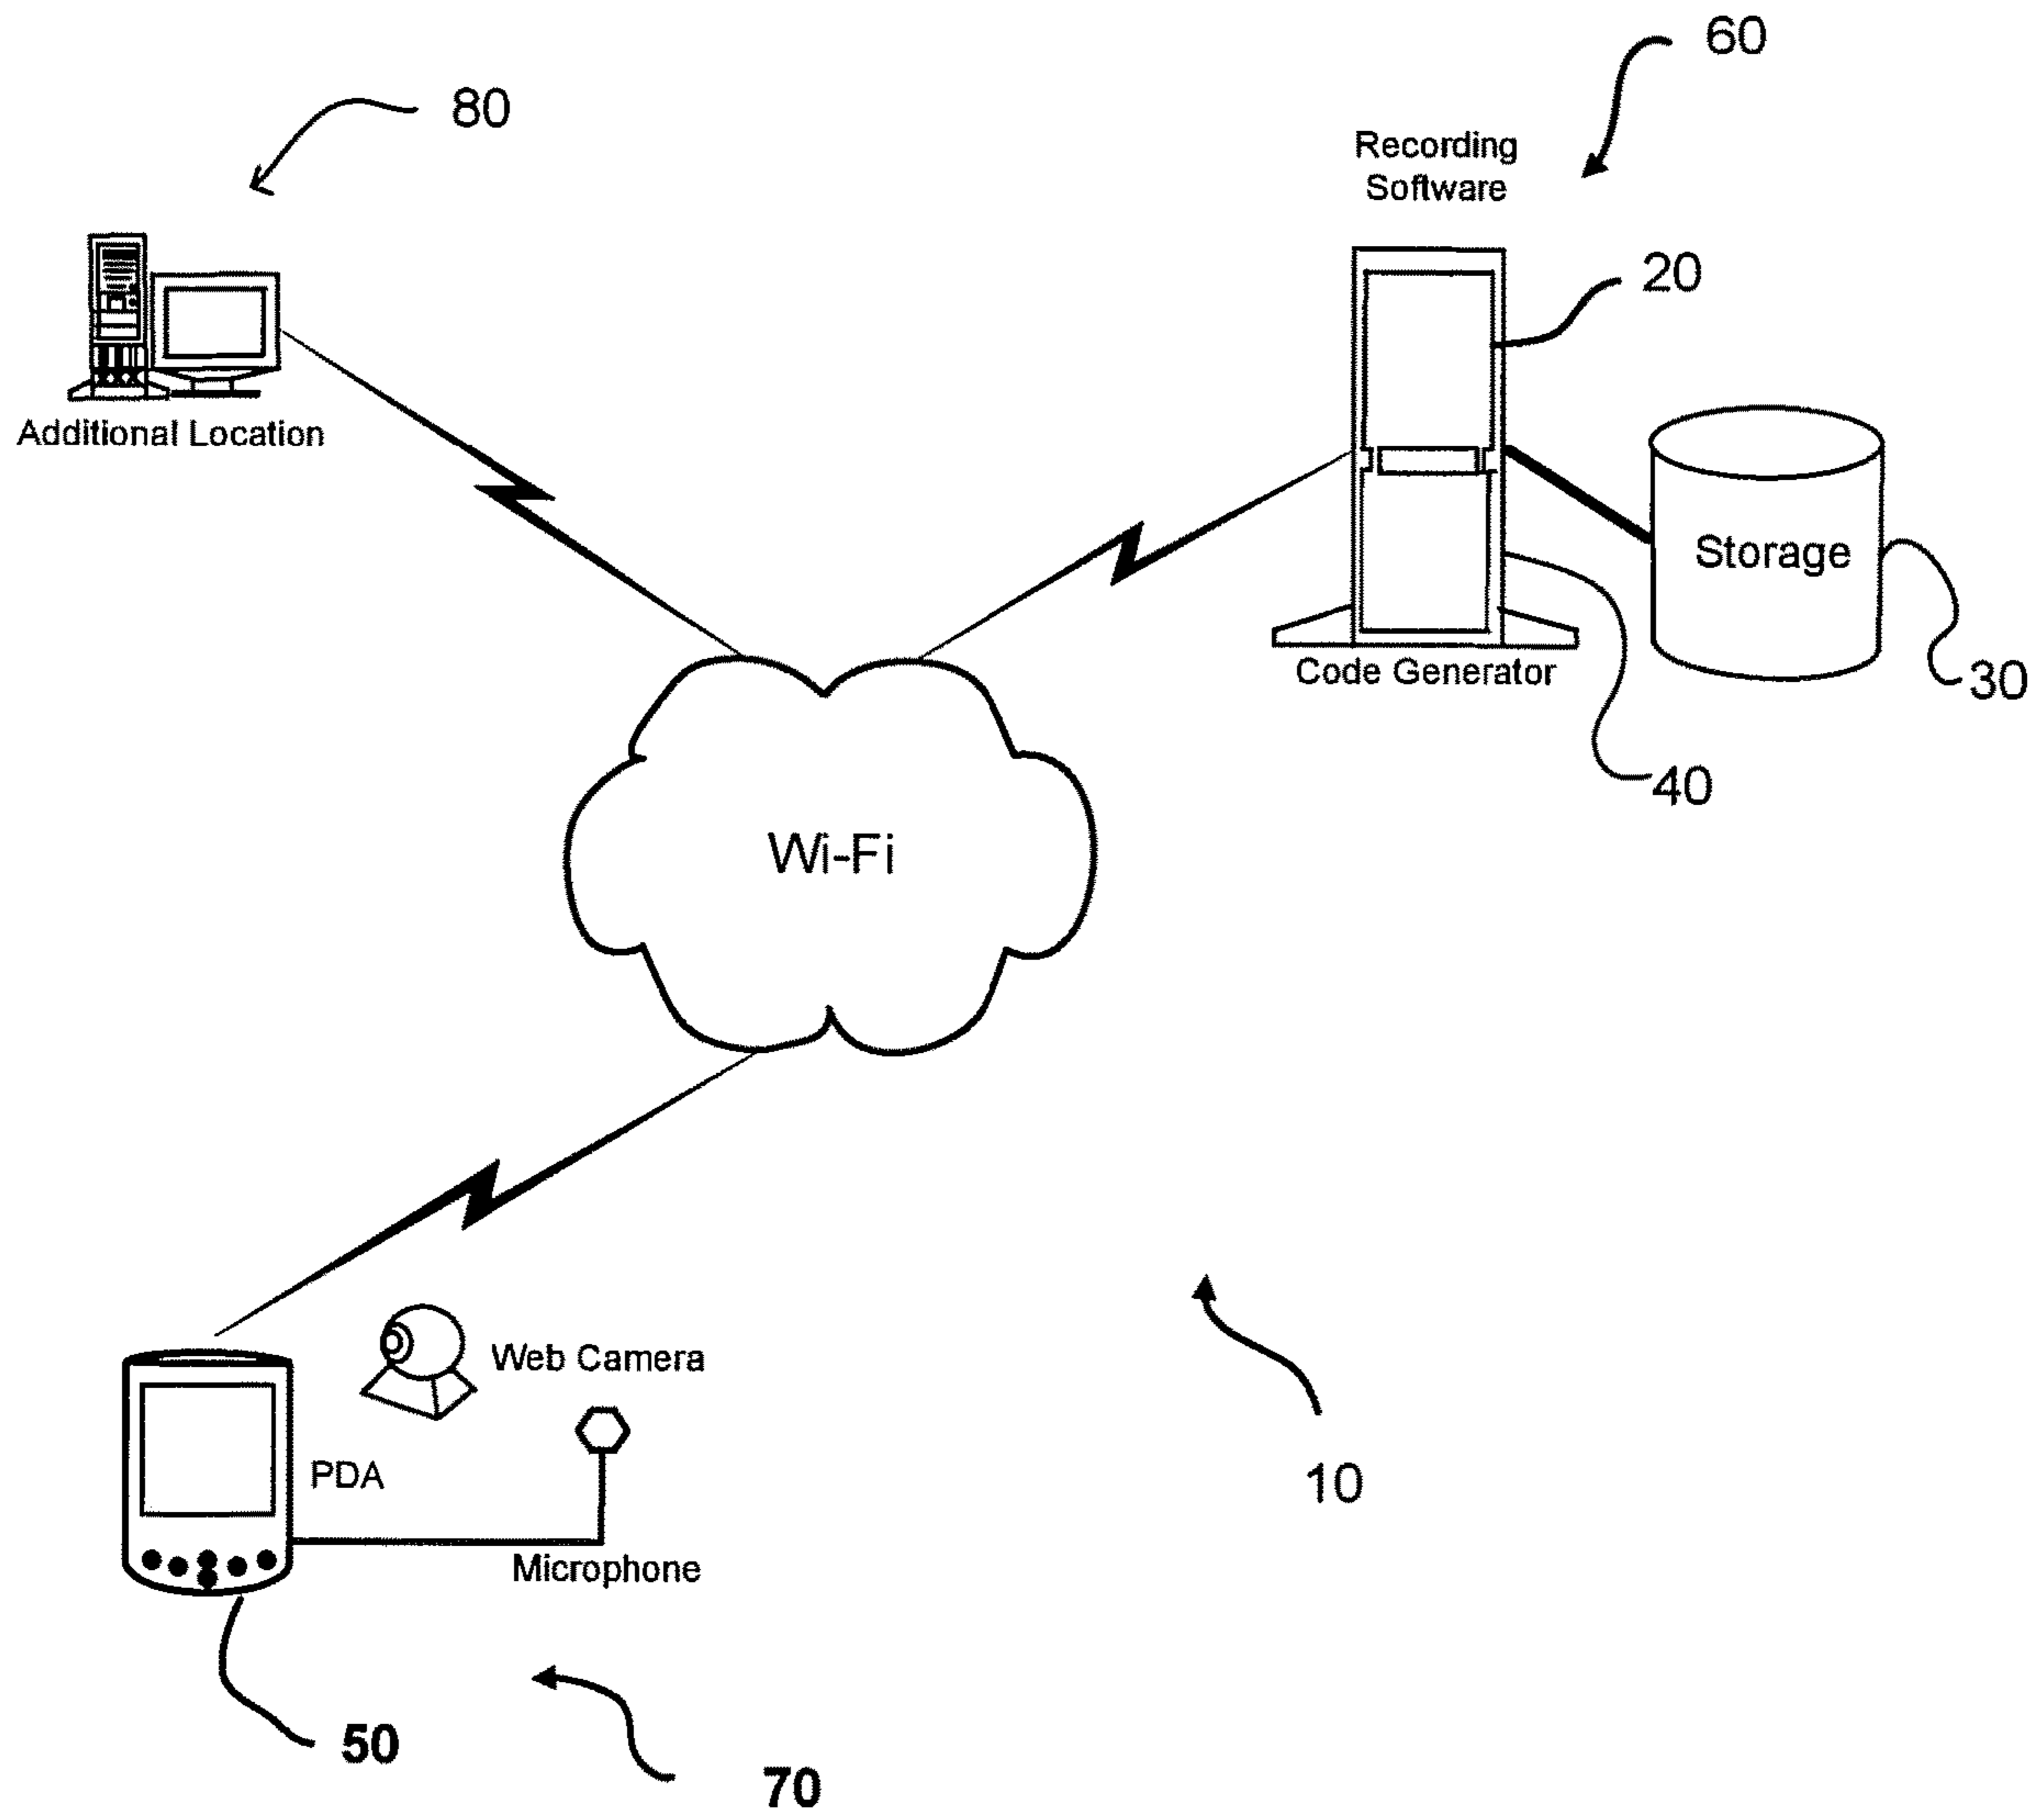 60
80
Recording
Software
20
Additional Location
Storage
Code Generator
30
40
Wi-Fi
Web Camera
PDA
10
Microphone
50
70